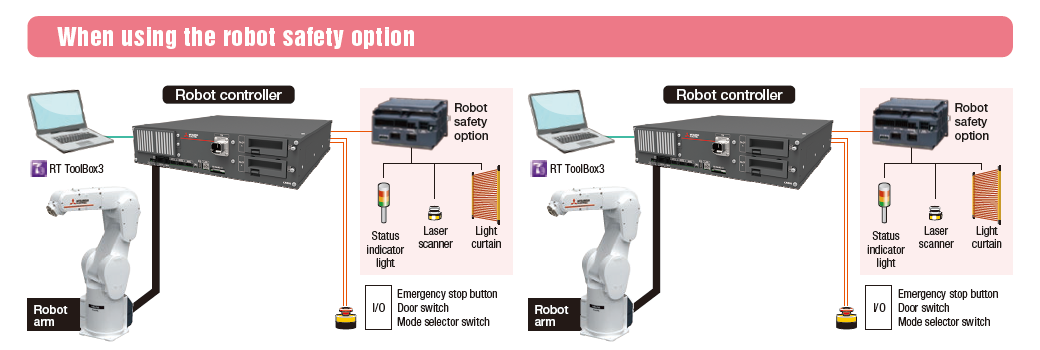 When using the robot safety option
Robot controller
Robot
safety
option
RT ToolBox3
Status
indicator
light
Laser
scanner
Light
curtain
Robot
arm
I/O
Emergency stop button
Door switch
Mode selector switch
Robot controller
Robot
safety
option
RT ToolBox3
Status
indicator
light
Laser
scanner
Light
curtain
Robot
arm
I/O
Emergency stop button
Door switch
Mode selector switch